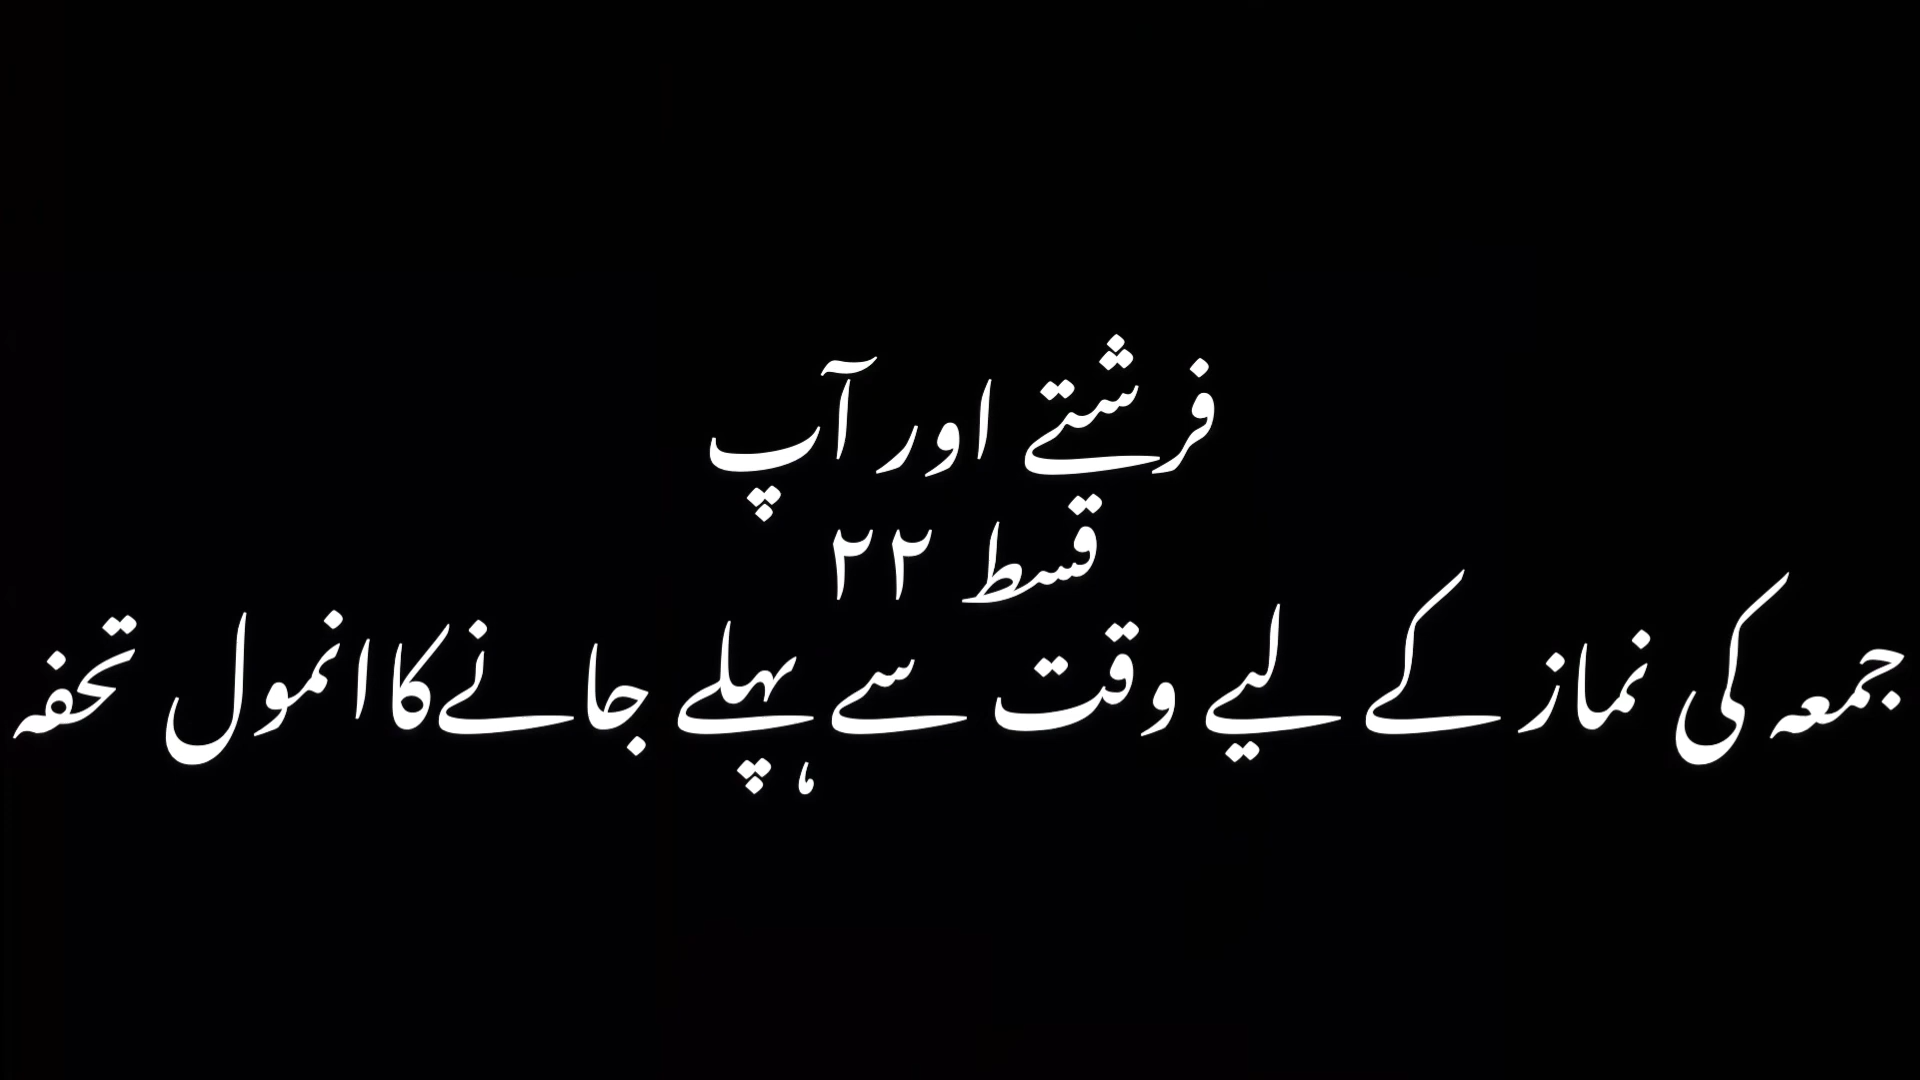 فرشتے اور آپ
قسط ۲۲
جمعہ کی نماز کے لیے وقت سے پہلے جانے کا انمول تحفہ